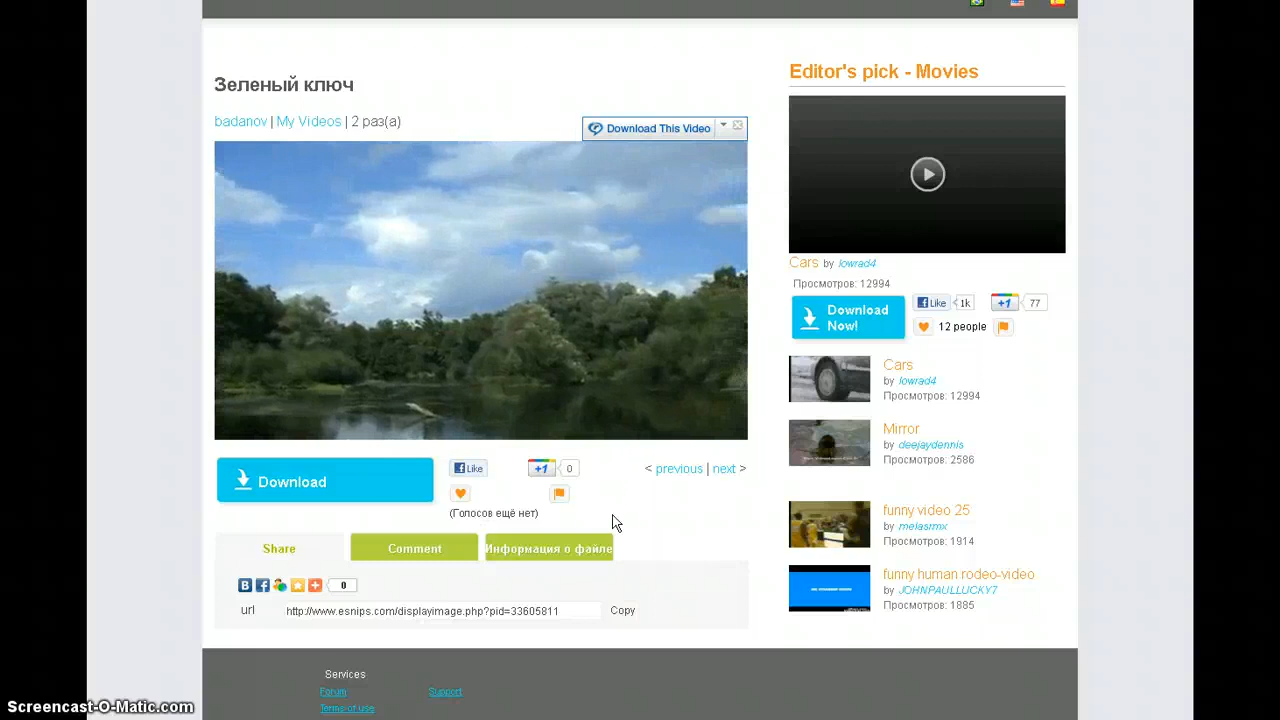 Зеленый ключ
badanov | My Videos | 2 раз(а)
Download This Video
Download
Like
+1
0
< previous | next >
(Голосов ещё нет)
Share
Comment
Информация о файле
0
url
http://www.esnips.com/displayimage.php?pid=33605811
Copy
Editor's pick - Movies
Cars by lowrad4
Просмотров: 12994
Download
Now!
Like
1k
+1
77
12 people
Cars
by lowrad4
Просмотров: 12994
Mirror
by deejaydennis
Просмотров: 2586
funny video 25
by melasrmx
Просмотров: 1914
funny human rodeo-video
by JOHNPAULLUCKY7
Просмотров: 1885
Services
Forum
Support
Terms of use
Screencast-O-Matic.com